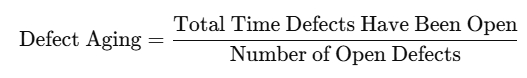 Defect Aging = Total Time Defects Have Been Open / Number of Open Defects